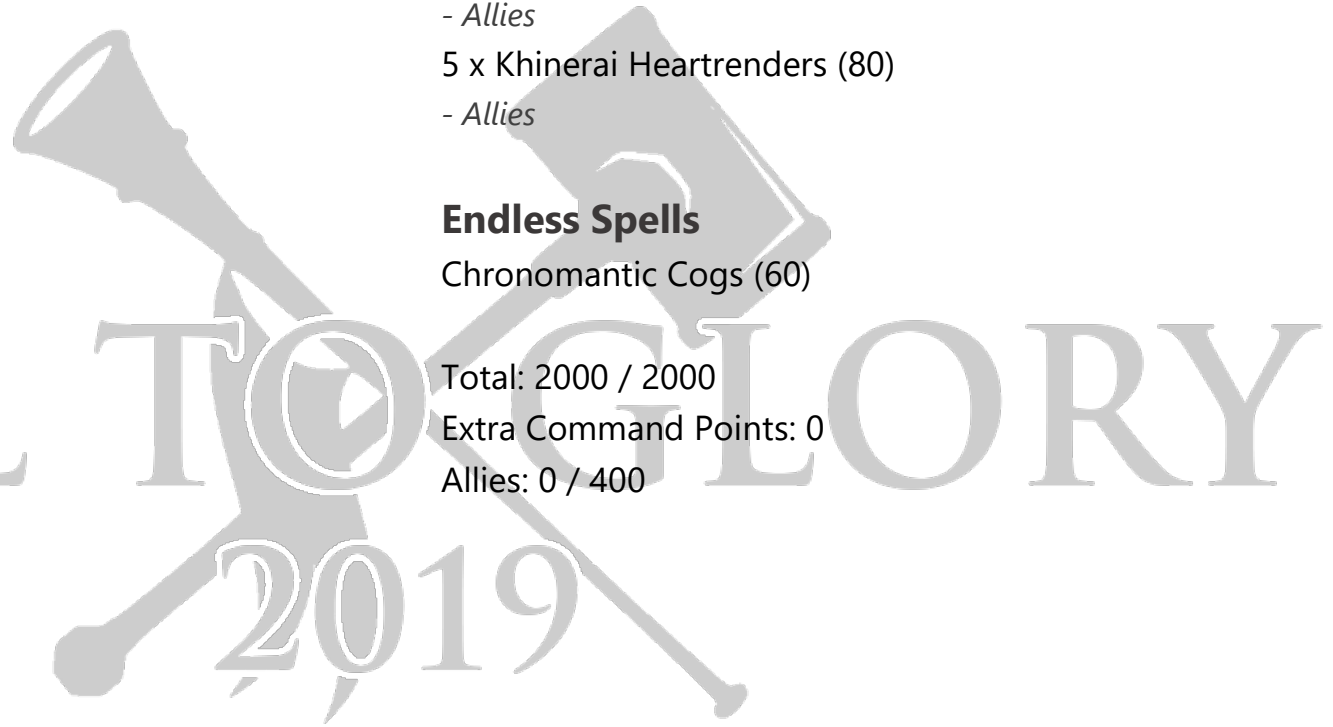 - Allies
5 x Khinerai Heartrenders (80)
- Allies
Endless Spells
Chronomantic Cogs (60)
Total: 2000 / 2000
Extra Command Points: 0
Allies: 0 / 400
L TO GLORY
2019